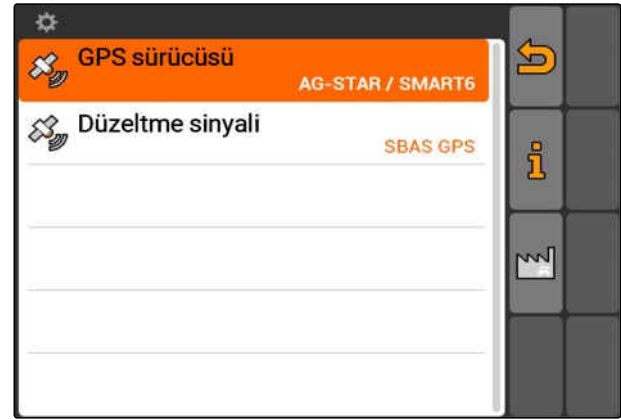 GPS sürücüsü
AG-STAR / SMART6
Düzeltme sinyali
SBAS GPS